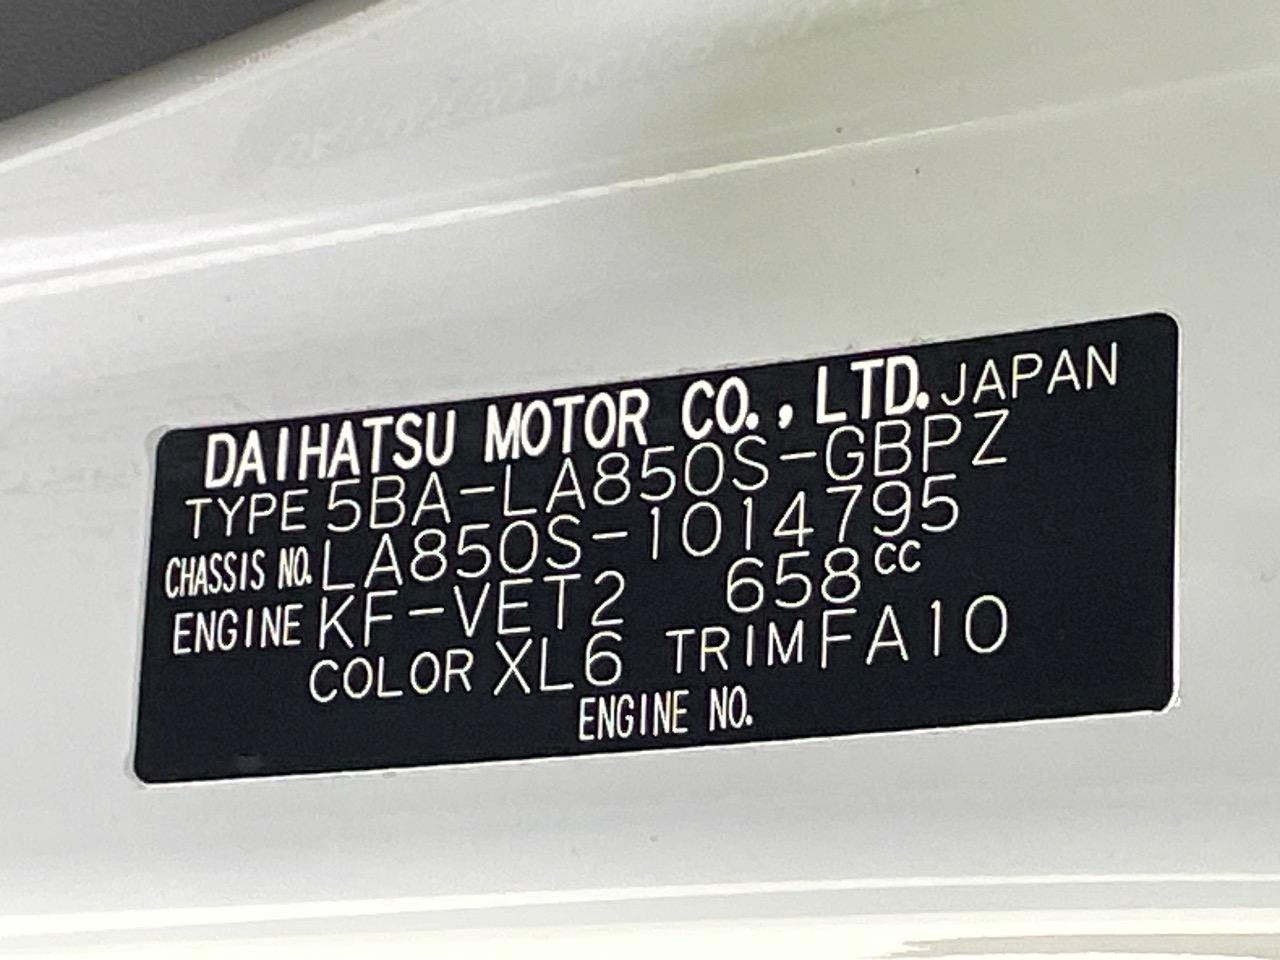 DAIHATSU MOTOR CO., LTD. JAPAN
TYPE 5BA-LA850S-GBPZ
CHASSIS NO. LA850S-1014795
ENGINE KF-VET2 658cc
COLOR XL6 TRIM FA10
ENGINE NO.